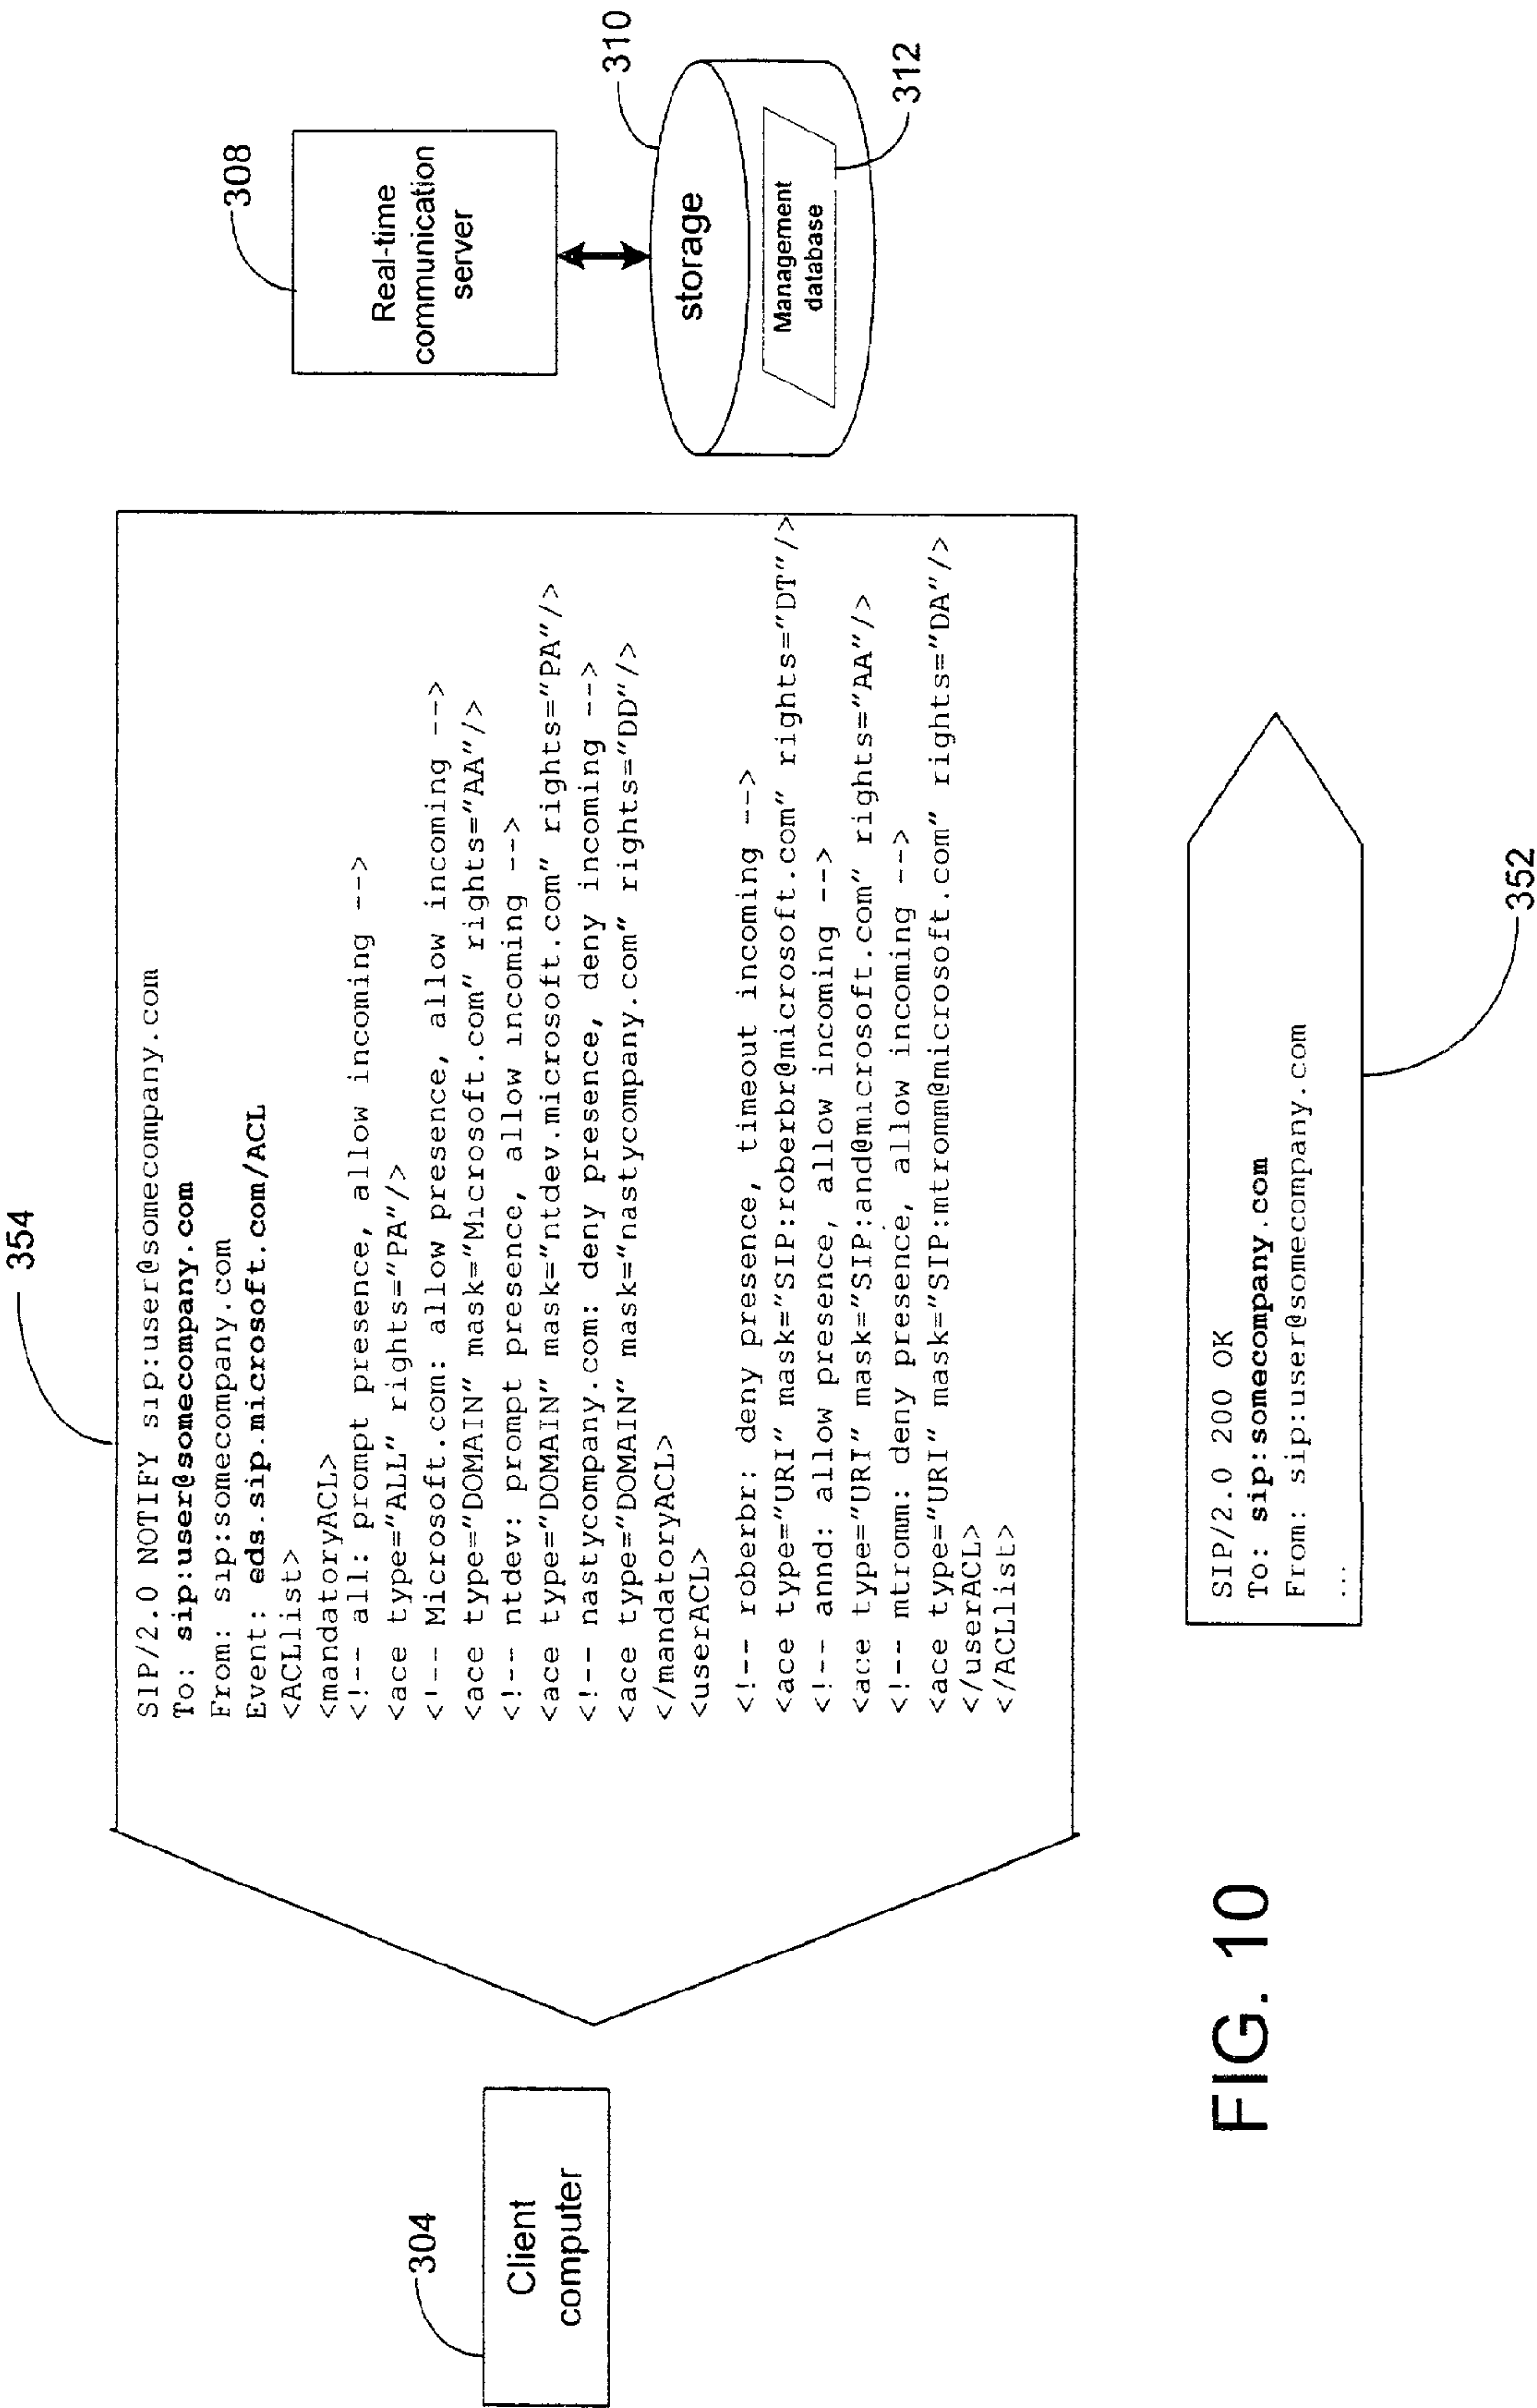 354
SIP/2.0 NOTIFY sip:user@somecompany.com
To: sip:user@somecompany.com
From: sip:somecompany.com
Event: eds.sip.microsoft.com/ACL
<ACLlist>
<mandatoryACL>
<!-- all: prompt presence, allow incoming -->
<ace type="ALL" rights="PA"/>
<!-- Microsoft.com: allow presence, allow incoming -->
<ace type="DOMAIN" mask="Microsoft.com" rights="AA"/>
<!-- ntdev: prompt presence, allow incoming -->
<ace type="DOMAIN" mask="ntdev.microsoft.com" rights="PA"/>
<!-- nastycompany.com: deny presence, deny incoming -->
<ace type="DOMAIN" mask="nastycompany.com" rights="DD"/>
</mandatoryACL>
<userACL>
<!-- roberbr: deny presence, timeout incoming -->
<ace type="URI" mask="SIP:roberbr@microsoft.com" rights="DT"/>
<!-- annd: allow presence, allow incoming -->
<ace type="URI" mask="SIP:and@microsoft.com" rights="AA"/>
<!-- mtromm: deny presence, allow incoming -->
<ace type="URI" mask="SIP:mtromm@microsoft.com" rights="DA"/>
</userACL>
</ACLlist>
308
Real-time
communication
server
310
storage
Management
database
312
304
Client
computer
SIP/2.0 200 OK
To: sip:somecompany.com
From: sip:user@somecompany.com
...
352
FIG. 10